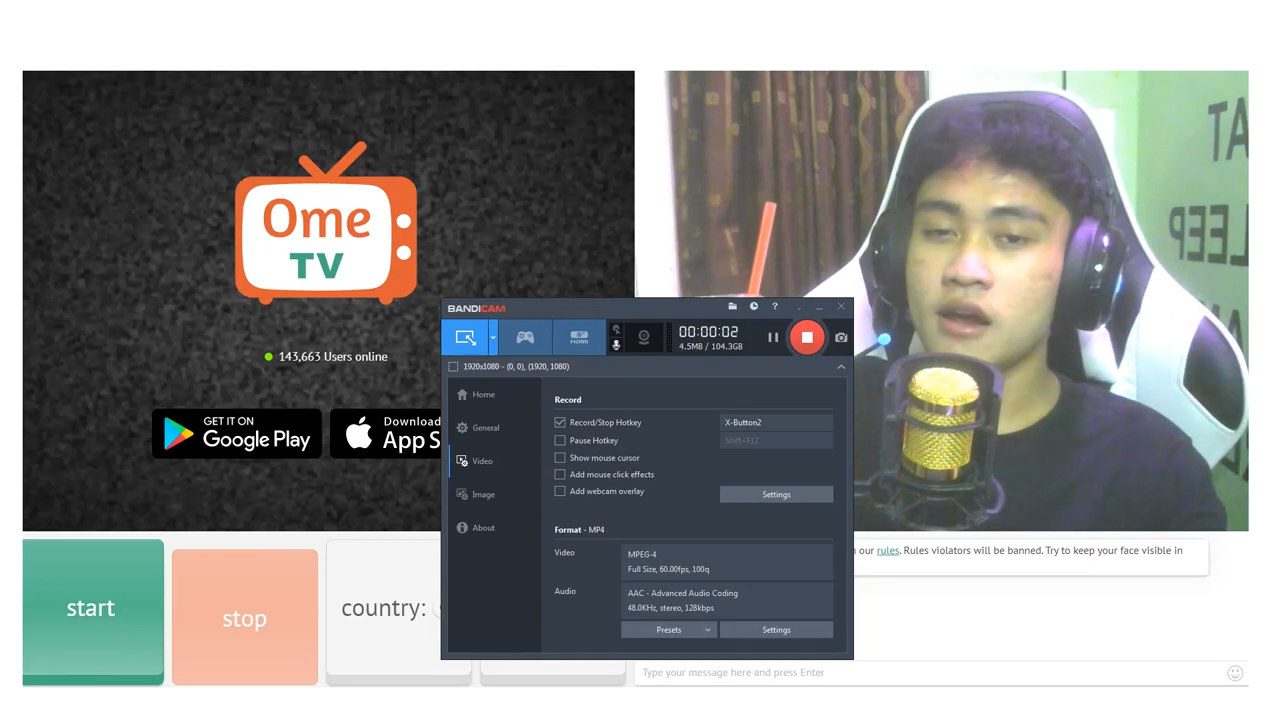 Ome
TV
143,663 Users online
GET IT ON
Google Play
Download
App S
start
stop
country:
BANDICAM
?
HDMI
00:00:02
4.5MB / 104.3GB
1920x1080 - (0, 0), (1920, 1080)
Home
General
Video
Image
About
Record
Record/Stop Hotkey
X-Button2
Pause Hotkey
Shift+F12
Show mouse cursor
Add mouse click effects
Add webcam overlay
Settings
Format - MP4
Video
MPEG-4
Full Size, 60.00fps, 100q
Audio
AAC - Advanced Audio Coding
48.0KHz, stereo, 128kbps
Presets
Settings
AT
LEEP
our rules. Rules violators will be banned. Try to keep your face visible in
Type your message here and press Enter